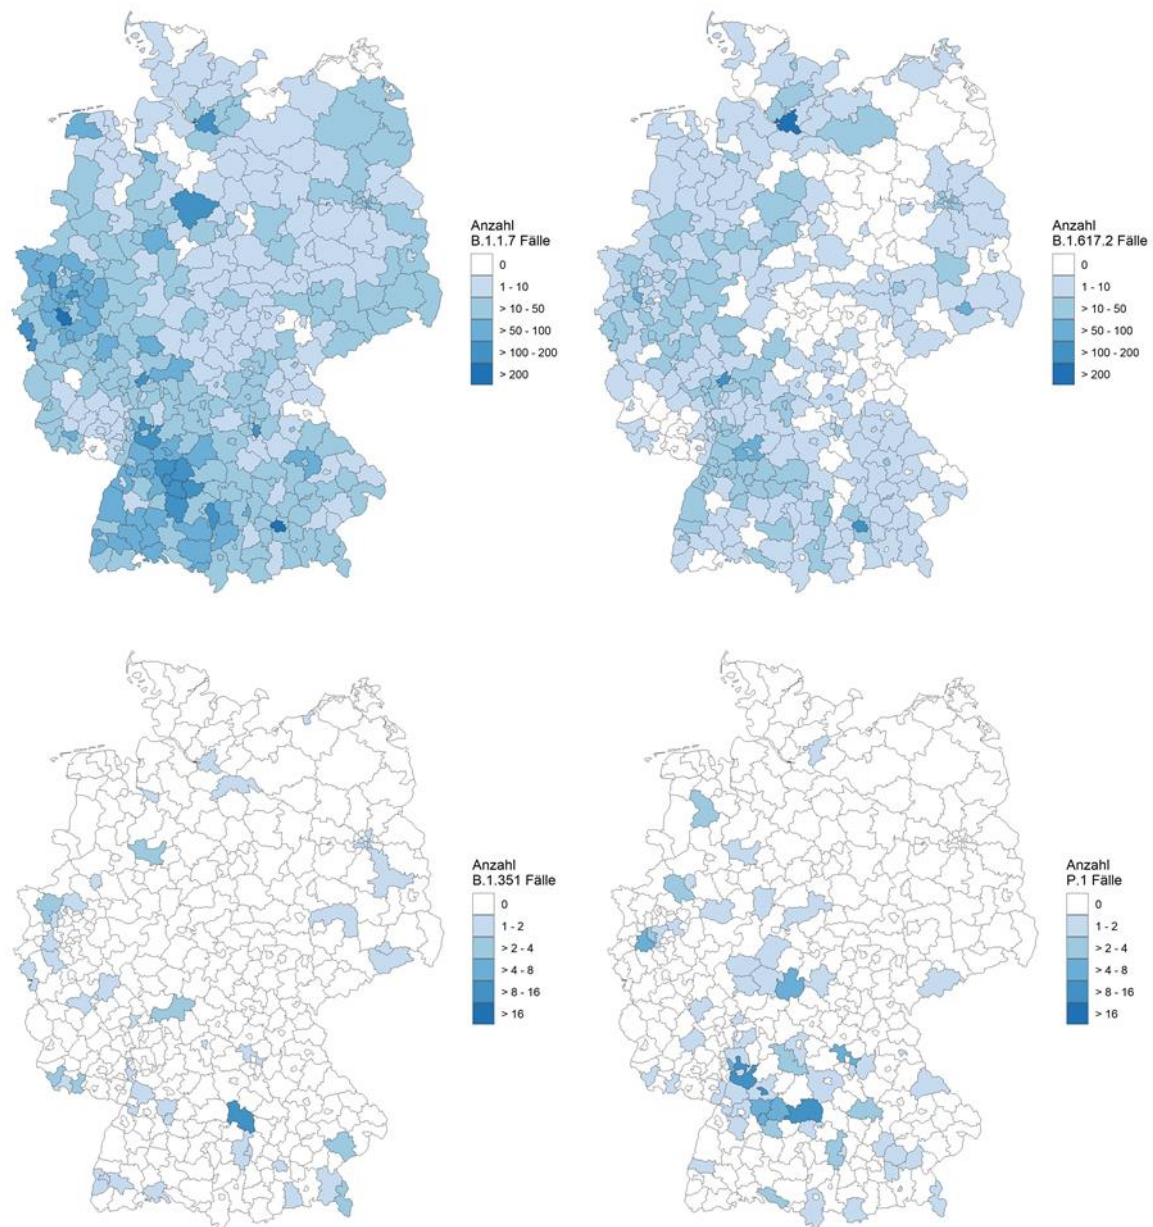 Anzahl
B.1.1.7 Fälle
0
1 - 10
> 10 - 50
> 50 - 100
> 100 - 200
> 200
Anzahl
B.1.617.2 Fälle
0
1 - 10
> 10 - 50
> 50 - 100
> 100 - 200
> 200
Anzahl
B.1.351 Fälle
0
1 - 2
> 2 - 4
> 4 - 8
> 8 - 16
> 16
Anzahl
P.1 Fälle
0
1 - 2
> 2 - 4
> 4 - 8
> 8 - 16
> 16